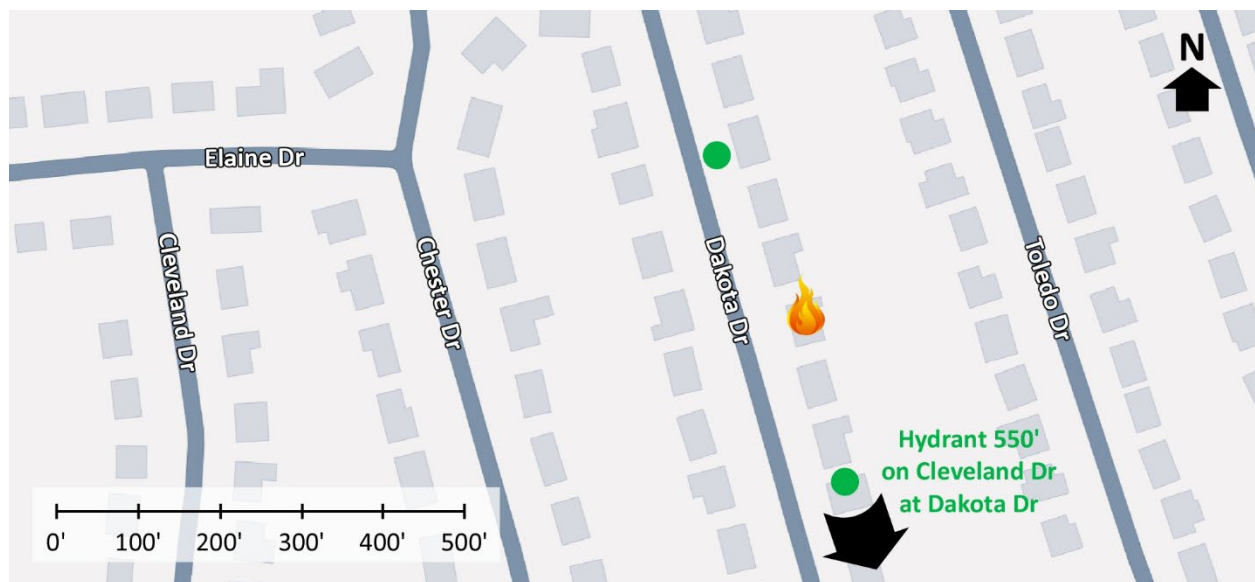 N
Elaine Dr
Cleveland Dr
Chester Dr
Dakota Dr
Toledo Dr
Hydrant 550'
on Cleveland Dr
at Dakota Dr
0' 100' 200' 300' 400' 500'